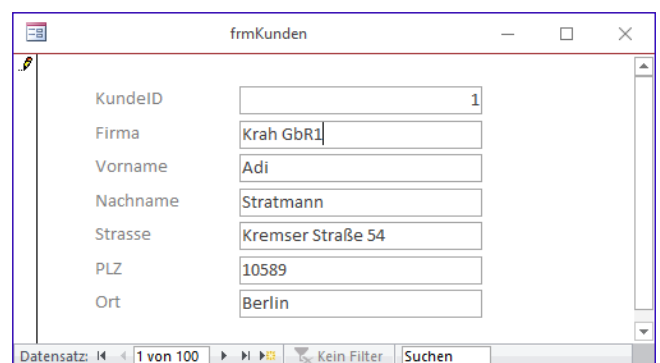 frmKunden
KundeID 1
Firma Krah GbR1
Vorname Adi
Nachname Stratmann
Strasse Kremser Straße 54
PLZ 10589
Ort Berlin
Datensatz: 1 von 100 Kein Filter Suchen